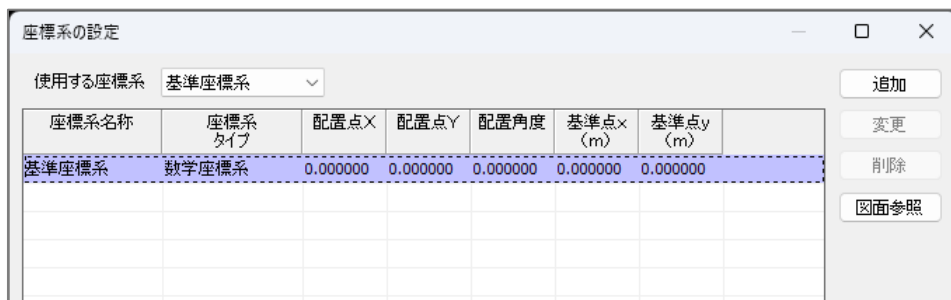 座標系の設定
使用する座標系 基準座標系
追加
座標系名称 座標系タイプ 配置点X 配置点Y 配置角度 基準点x(m) 基準点y(m)
変更
基準座標系 数学座標系 0.000000 0.000000 0.000000 0.000000 0.000000
削除
図面参照